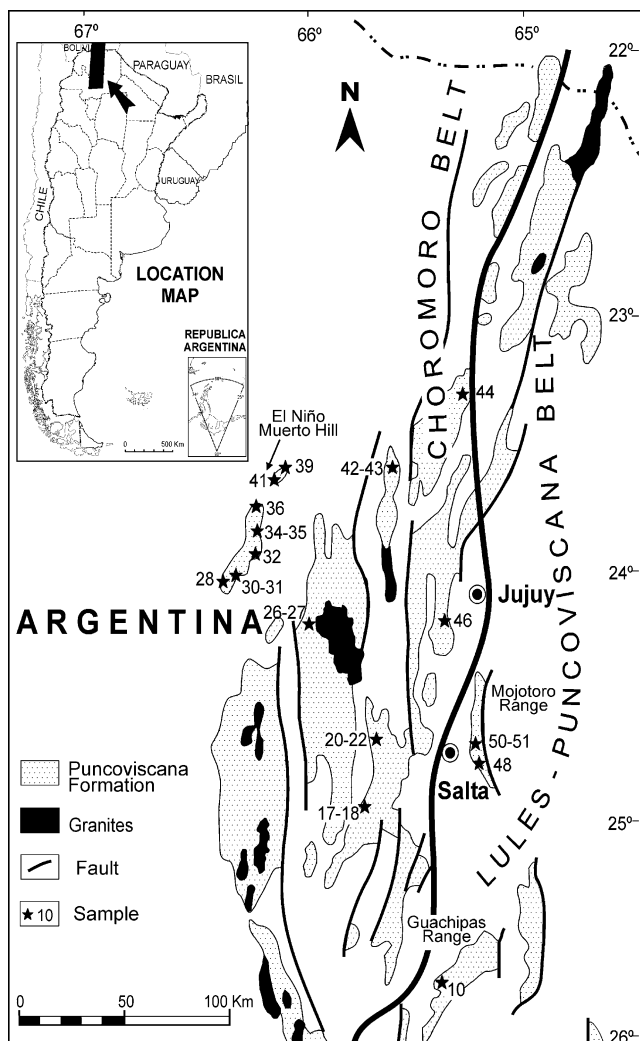 66º
65º
22º
BOLIVI
PARAGUAY
BRASIL
URUGUAY
CHILE
LOCATION
MAP
REPUBLICA
ARGENTINA
0
500 Km
N
CHOROMORO BELT
23º
44
El Niño
Muerto Hill
39
41
42-43
36
34-35
32
28
30-31
24º
Jujuy
ARGENTINA
26-27
46
LULES - PUNCOVISCANA BELT
Mojotoro
Range
20-22
50-51
48
Salta
17-18
25º
Puncoviscana
Formation
Granites
Fault
10 Sample
Guachipas
Range
10
0
50
100 Km
26º